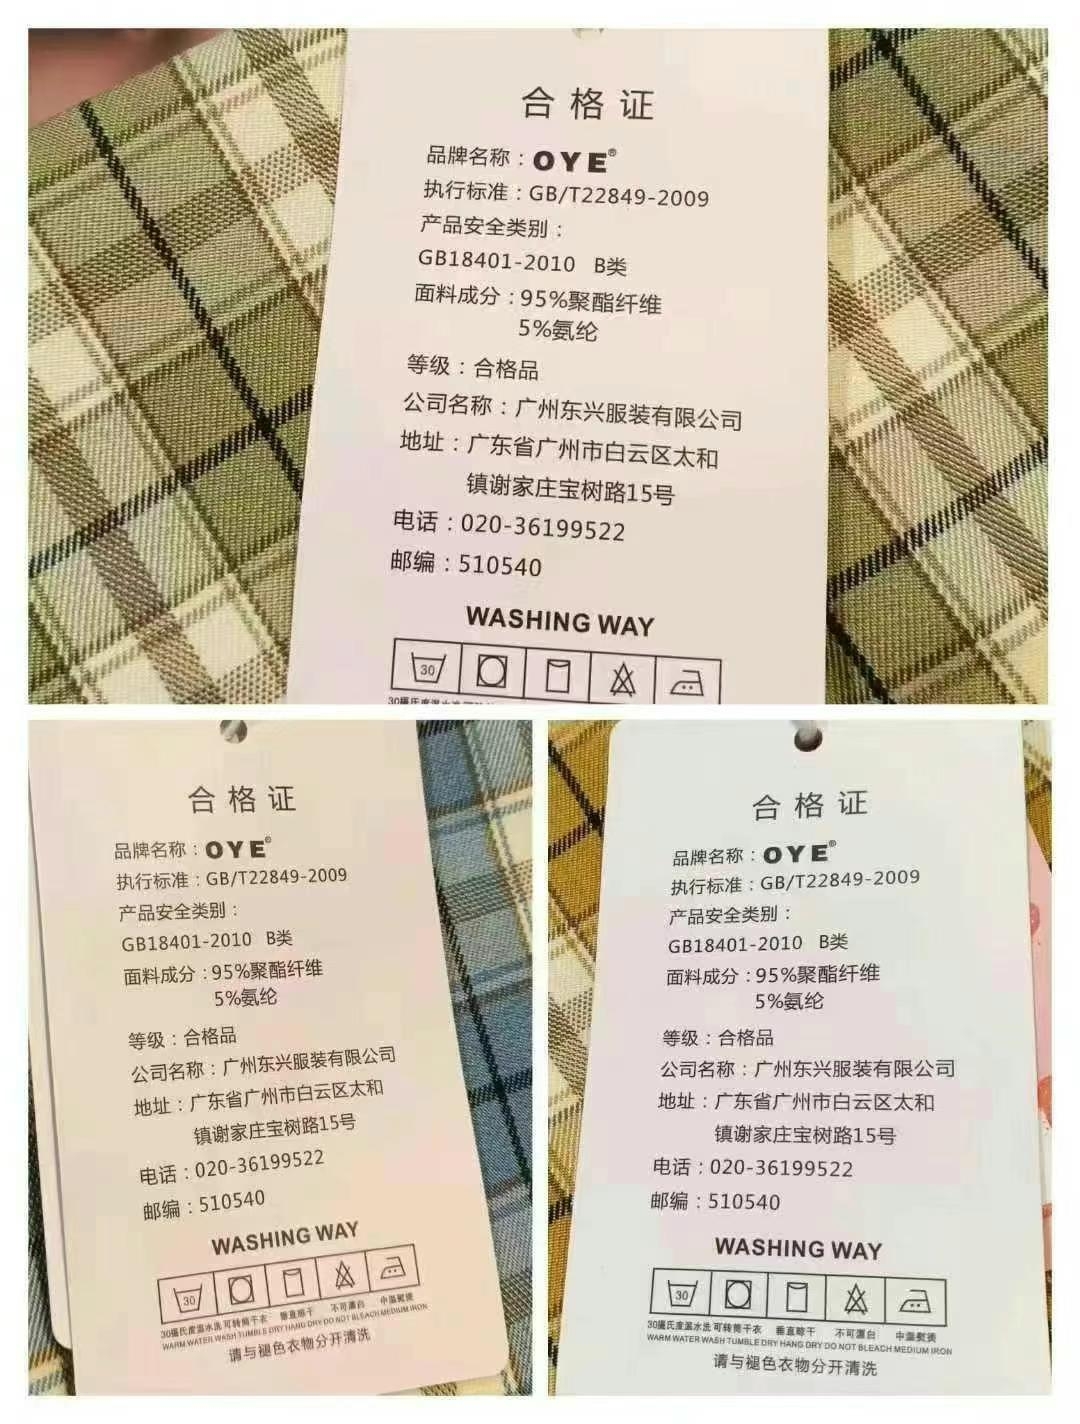 合格证
品牌名称：OYE®
执行标准：GB/T22849-2009
产品安全类别：
GB18401-2010 B类
面料成分：95%聚酯纤维
5%氨纶
等级：合格品
公司名称：广州东兴服装有限公司
地址：广东省广州市白云区太和
镇谢家庄宝树路15号
电话：020-36199522
邮编：510540
WASHING WAY
30
合格证
品牌名称：OYE®
执行标准：GB/T22849-2009
产品安全类别：
GB18401-2010 B类
面料成分：95%聚酯纤维
5%氨纶
等级：合格品
公司名称：广州东兴服装有限公司
地址：广东省广州市白云区太和
镇谢家庄宝树路15号
电话：020-36199522
邮编：510540
WASHING WAY
30
30摄氏度温水洗 可转筒干衣 垂直晾干 不可漂白 中温熨烫
WARM WATER WASH TUMBLE DRY HANG DRY DO NOT BLEACH MEDIUM IRON
请与褪色衣物分开清洗
合格证
品牌名称：OYE®
执行标准：GB/T22849-2009
产品安全类别：
GB18401-2010 B类
面料成分：95%聚酯纤维
5%氨纶
等级：合格品
公司名称：广州东兴服装有限公司
地址：广东省广州市白云区太和
镇谢家庄宝树路15号
电话：020-36199522
邮编：510540
WASHING WAY
30
30摄氏度温水洗 可转筒干衣 垂直晾干 不可漂白 中温熨烫
WARM WATER WASH TUMBLE DRY HANG DRY DO NOT BLEACH MEDIUM IRON
请与褪色衣物分开清洗